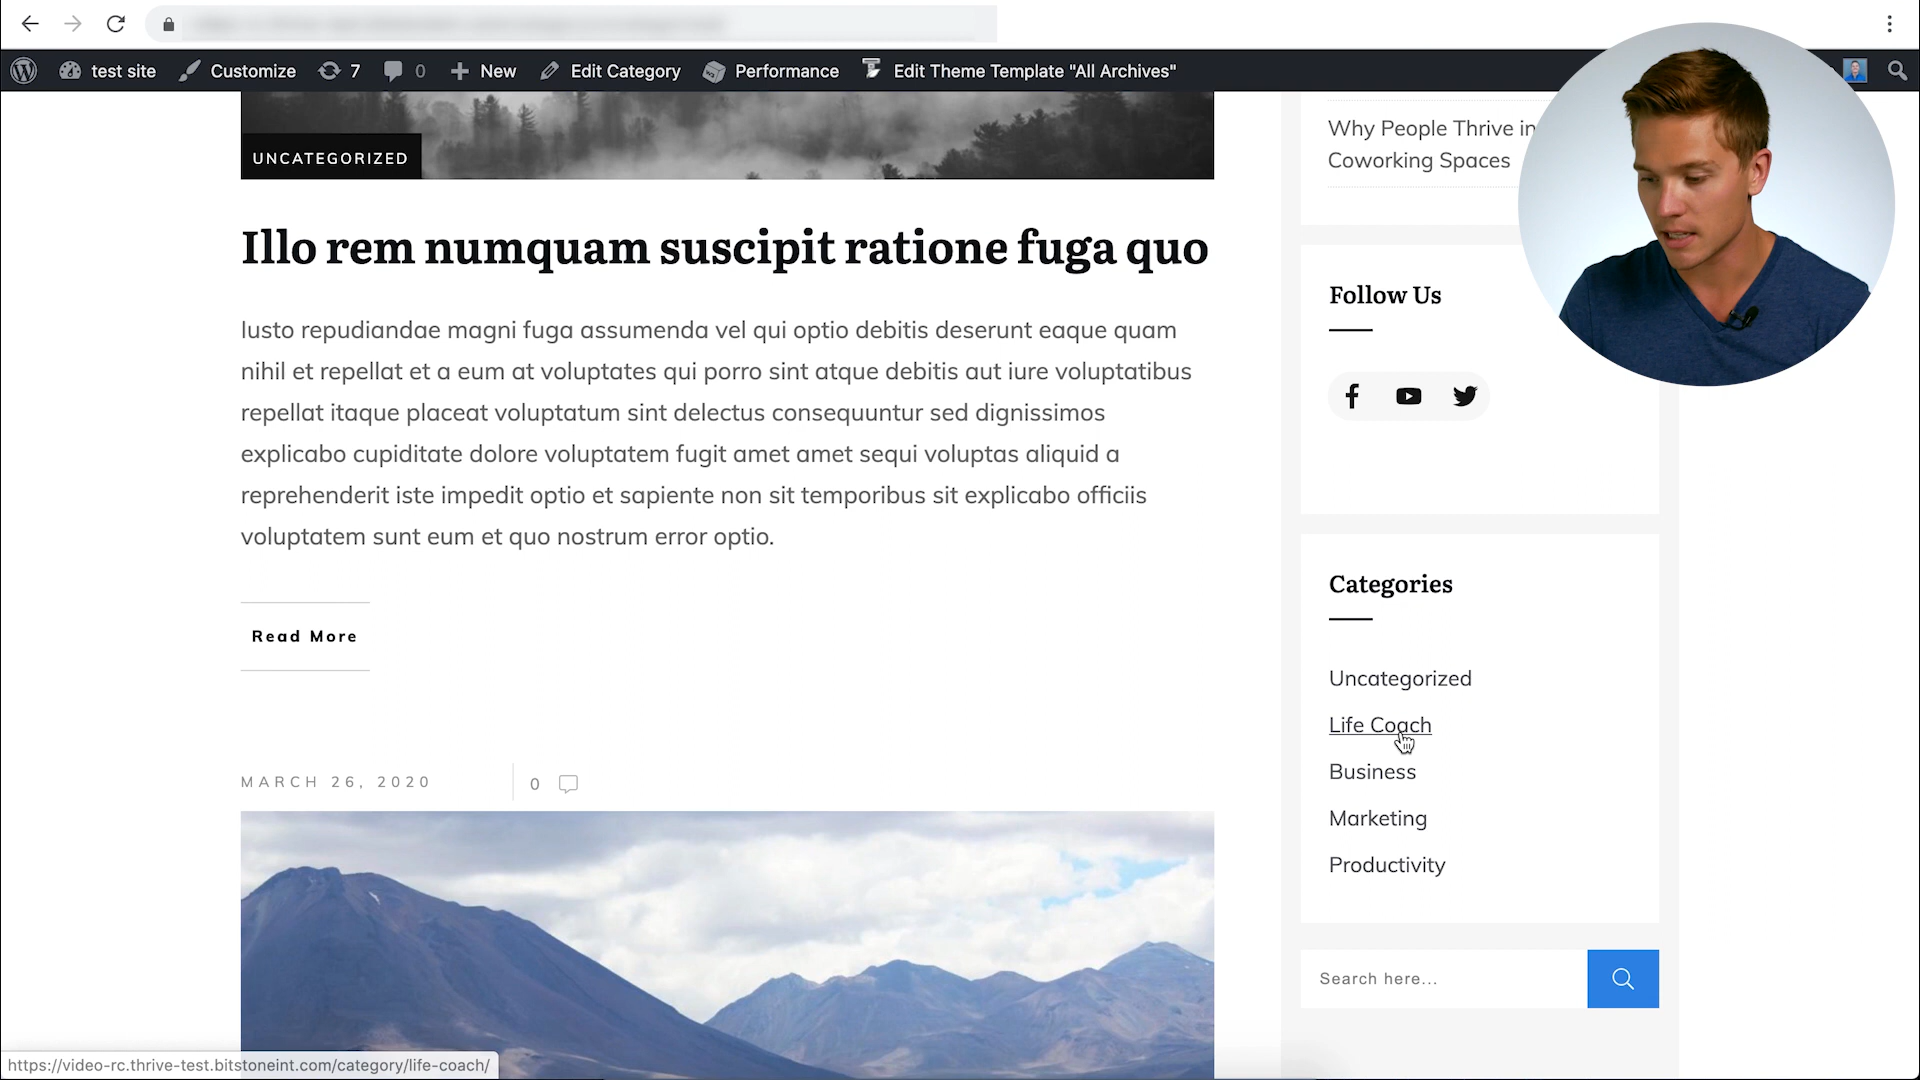 test site
Customize
7
0
New
Edit Category
Performance
Edit Theme Template "All Archives"
UNCATEGORIZED
Illo rem numquam suscipit ratione fuga quo
Iusto repudiandae magni fuga assumenda vel qui optio debitis deserunt eaque quam
nihil et repellat et a eum at voluptates qui porro sint atque debitis aut iure voluptatibus
repellat itaque placeat voluptatum sint delectus consequuntur sed dignissimos
explicabo cupiditate dolore voluptatem fugit amet amet sequi voluptas aliquid a
reprehenderit iste impedit optio et sapiente non sit temporibus sit explicabo officiis
voluptatem sunt eum et quo nostrum error optio.
Read More
MARCH 26, 2020
0
Why People Thrive in
Coworking Spaces
Follow Us
Categories
Uncategorized
Life Coach
Business
Marketing
Productivity
Search here...
https://video-rc.thrive-test.bitstoneint.com/category/life-coach/